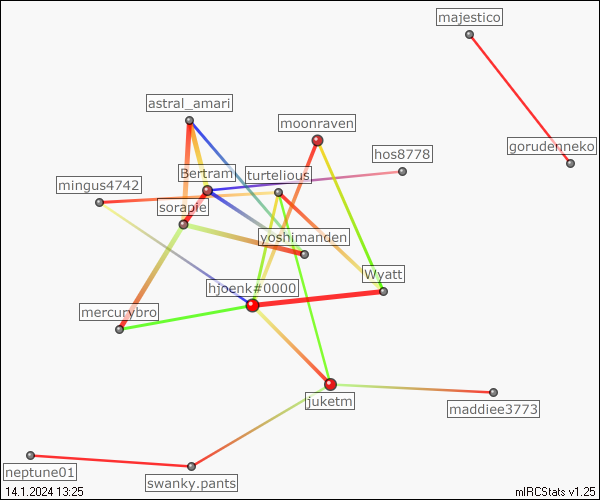 majestico
astral_amari
moonraven
gorudenneko
hos8778
Bertram
turtelious
mingus4742
sorapie
yoshimanden
Wyatt
hjoenk#0000
mercurybro
juketm
maddiee3773
neptune01
swanky.pants
14.1.2024 13:25
mIRCStats v1.25